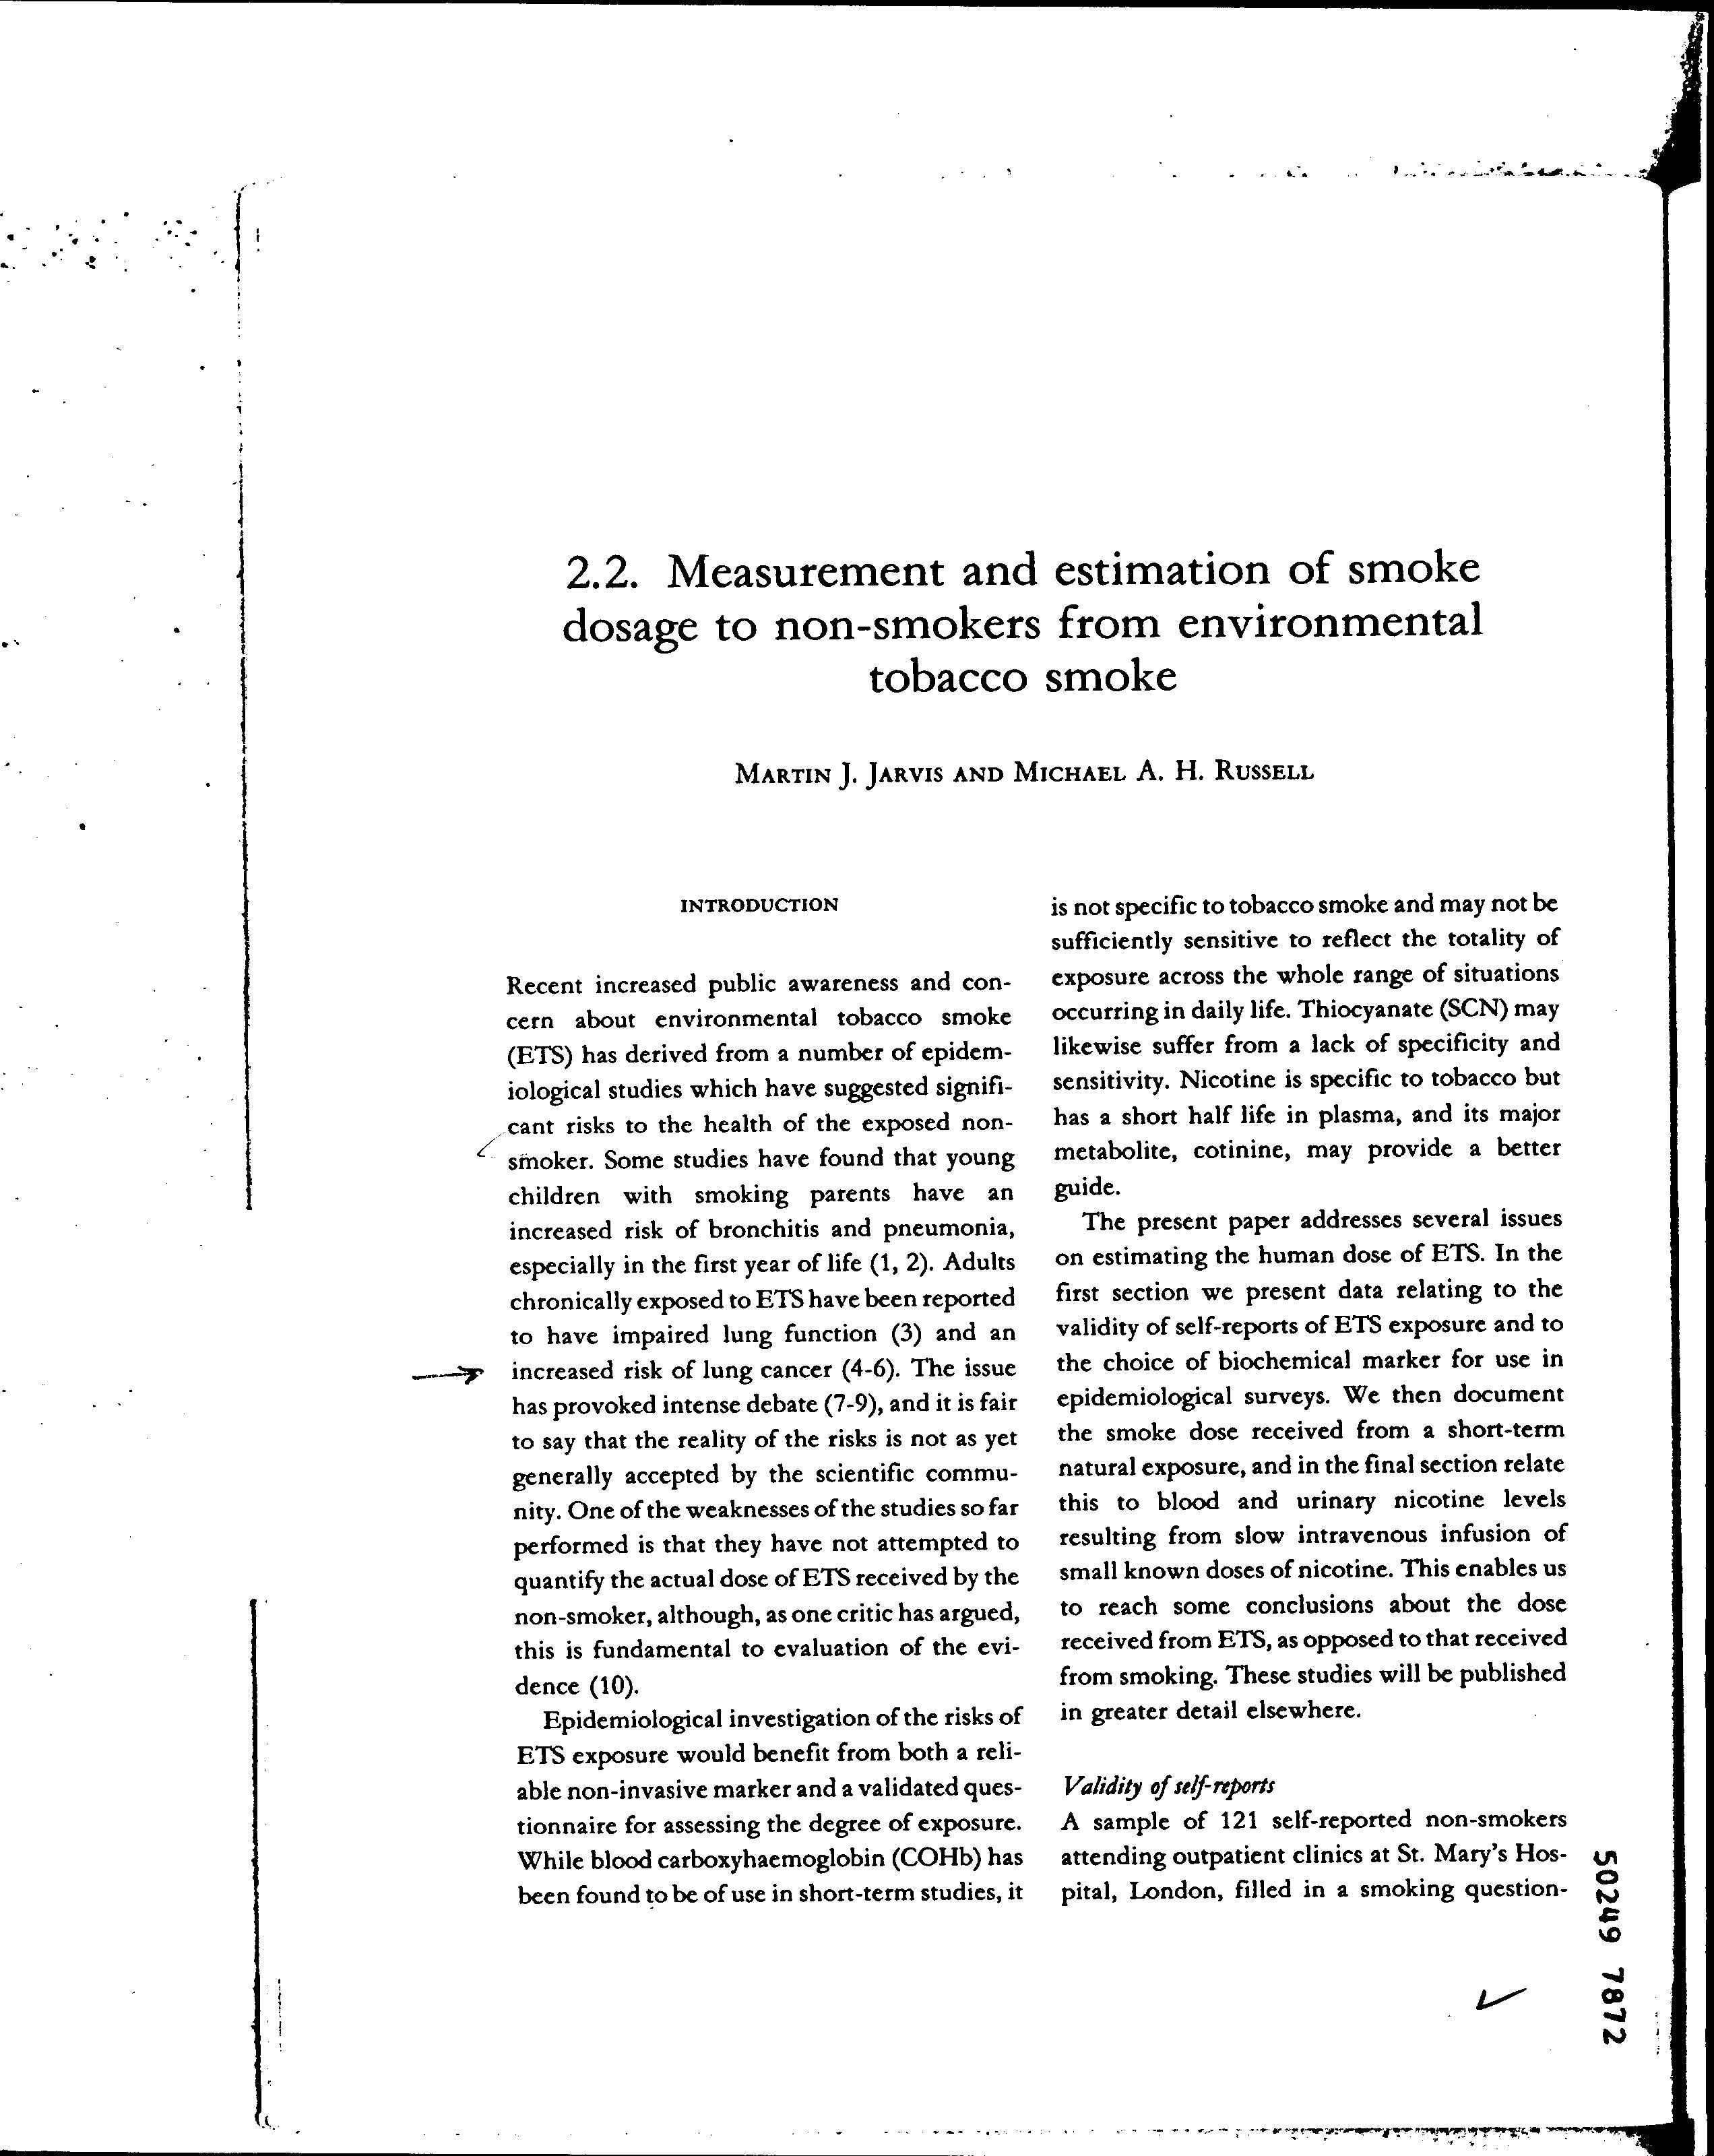 2.2. Measurement and estimation of smoke
dosage to non-smokers from environmental
tobacco smoke
MARTIN J. JARVIS AND MICHAEL A. H. RUSSELL
INTRODUCTION
Recent increased public awareness and con-
cern about environmental tobacco smoke
(ETS) has derived from a number of epidem-
iological studies which have suggested signifi-
cant risks to the health of the exposed non-
smoker. Some studies have found that young
children with smoking parents have an
increased risk of bronchitis and pneumonia,
especially in the first year of life (1, 2). Adults
chronically exposed to ETS have been reported
to have impaired lung function (3) and an
increased risk of lung cancer (4-6). The issue
has provoked intense debate (7-9), and it is fair
to say that the reality of the risks is not as yet
generally accepted by the scientific commu-
nity. One of the weaknesses of the studies so far
performed is that they have not attempted to
quantify the actual dose of ETS received by the
non-smoker, although, as one critic has argued,
this is fundamental to evaluation of the evi-
dence (10).
Epidemiological investigation of the risks of
ETS exposure would benefit from both a reli-
able non-invasive marker and a validated ques-
tionnaire for assessing the degree of exposure.
While blood carboxyhaemoglobin (COHb) has
been found to be of use in short-term studies, it
is not specific to tobacco smoke and may not be
sufficiently sensitive to reflect the totality of
exposure across the whole range of situations
occurring in daily life. Thiocyanate (SCN) may
likewise suffer from a lack of specificity and
sensitivity. Nicotine is specific to tobacco but
has a short half life in plasma, and its major
metabolite, cotinine, may provide a better
guide.
The present paper addresses several issues
on estimating the human dose of ETS. In the
first section we present data relating to the
validity of self-reports of ETS exposure and to
the choice of biochemical marker for use in
epidemiological surveys. We then document
the smoke dose received from a short-term
natural exposure, and in the final section relate
this to blood and urinary nicotine levels
resulting from slow intravenous infusion of
small known doses of nicotine. This enables us
to reach some conclusions about the dose
received from ETS, as opposed to that received
from smoking. These studies will be published
in greater detail elsewhere.
Validity of self-reports
A sample of 121 self-reported non-smokers
attending outpatient clinics at St. Mary's Hos-
pital, London, filled in a smoking question-
50249 7872